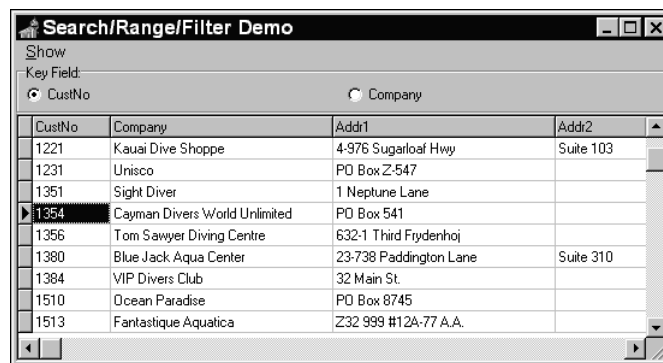 Search/Range/Filter Demo
Show
Key Field:
CustNo Company
CustNo Company Addr1 Addr2
1221 Kauai Dive Shoppe 4-976 Sugarloaf Hwy Suite 103
1231 Unisco PO Box Z-547
1351 Sight Diver 1 Neptune Lane
1354 Cayman Divers World Unlimited PO Box 541
1356 Tom Sawyer Diving Centre 632-1 Third Frydenhoj
1380 Blue Jack Aqua Center 23-738 Paddington Lane Suite 310
1384 VIP Divers Club 32 Main St.
1510 Ocean Paradise PO Box 8745
1513 Fantastique Aquatica Z32 999 #12A-77 A.A.